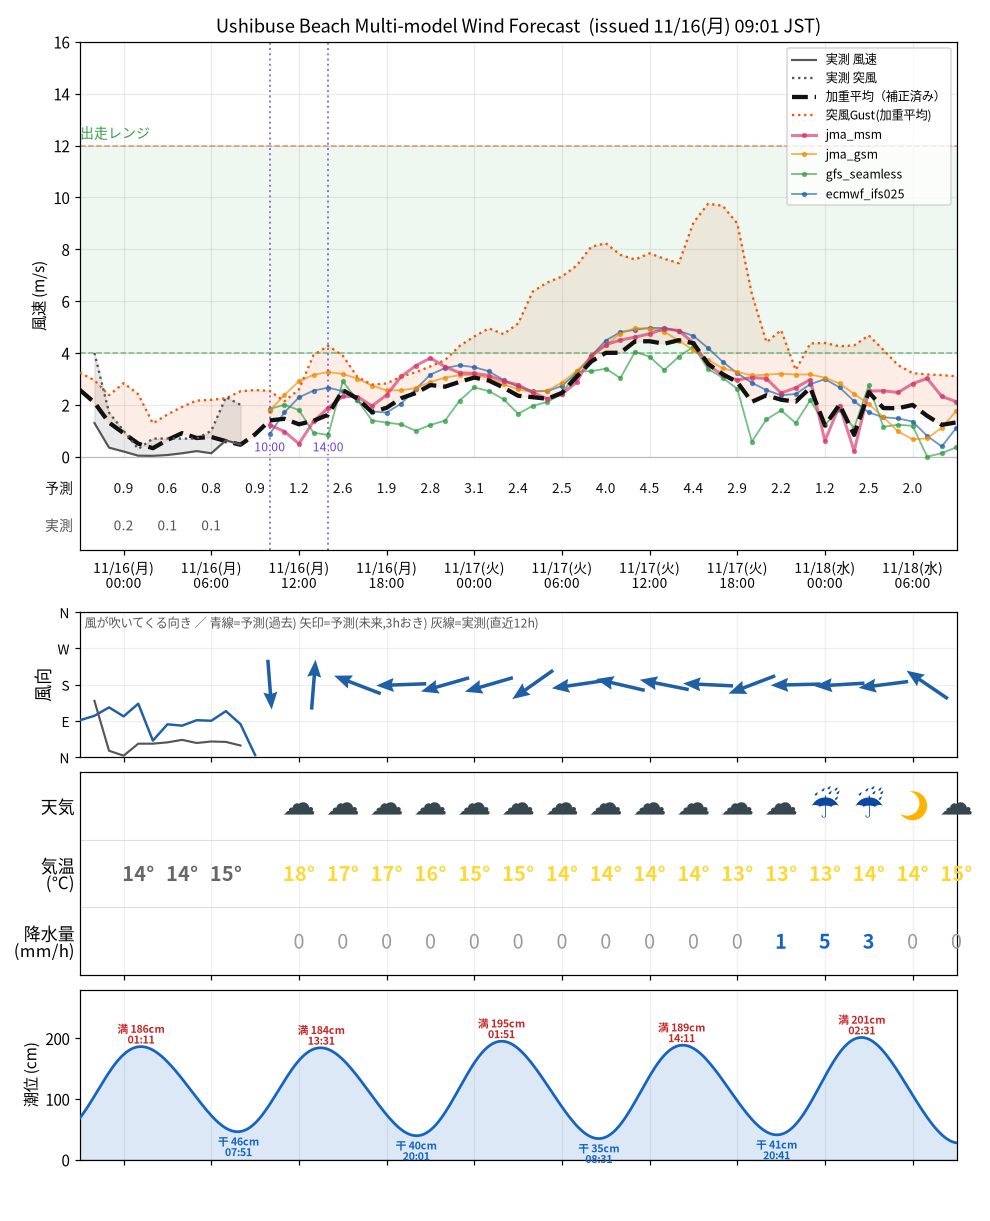 Ushibuse Beach Multi-model Wind Forecast  (issued 11/16(月) 09:01 JST)
16
14
12
10
8
6
4
2
0
風速 (m/s)
出走レンジ
実測 風速
実測 突風
加重平均（補正済み）
突風Gust(加重平均)
jma_msm
jma_gsm
gfs_seamless
ecmwf_ifs025
10:00 14:00
予測 0.9 0.6 0.8 0.9 1.2 2.6 1.9 2.8 3.1 2.4 2.5 4.0 4.5 4.4 2.9 2.2 1.2 2.5 2.0
実測 0.2 0.1 0.1
11/16(月) 11/16(月) 11/16(月) 11/16(月) 11/17(火) 11/17(火) 11/17(火) 11/17(火) 11/18(水) 11/18(水)
00:00 06:00 12:00 18:00 00:00 06:00 12:00 18:00 00:00 06:00
風向
N
W
S
E
N
風が吹いてくる向き ／ 青線=予測(過去) 矢印=予測(未来,3hおき) 灰線=実測(直近12h)
天気
気温
(℃)
14° 14° 15° 18° 17° 17° 16° 15° 15° 14° 14° 14° 14° 13° 13° 13° 14° 14° 15°
降水量
(mm/h)
0 0 0 0 0 0 0 0 0 0 0 1 5 3 0 0
潮位 (cm)
200
100
0
満 186cm
01:11
干 46cm
07:51
満 184cm
13:31
干 40cm
20:01
満 195cm
01:51
干 35cm
08:31
満 189cm
14:11
干 41cm
20:41
満 201cm
02:31